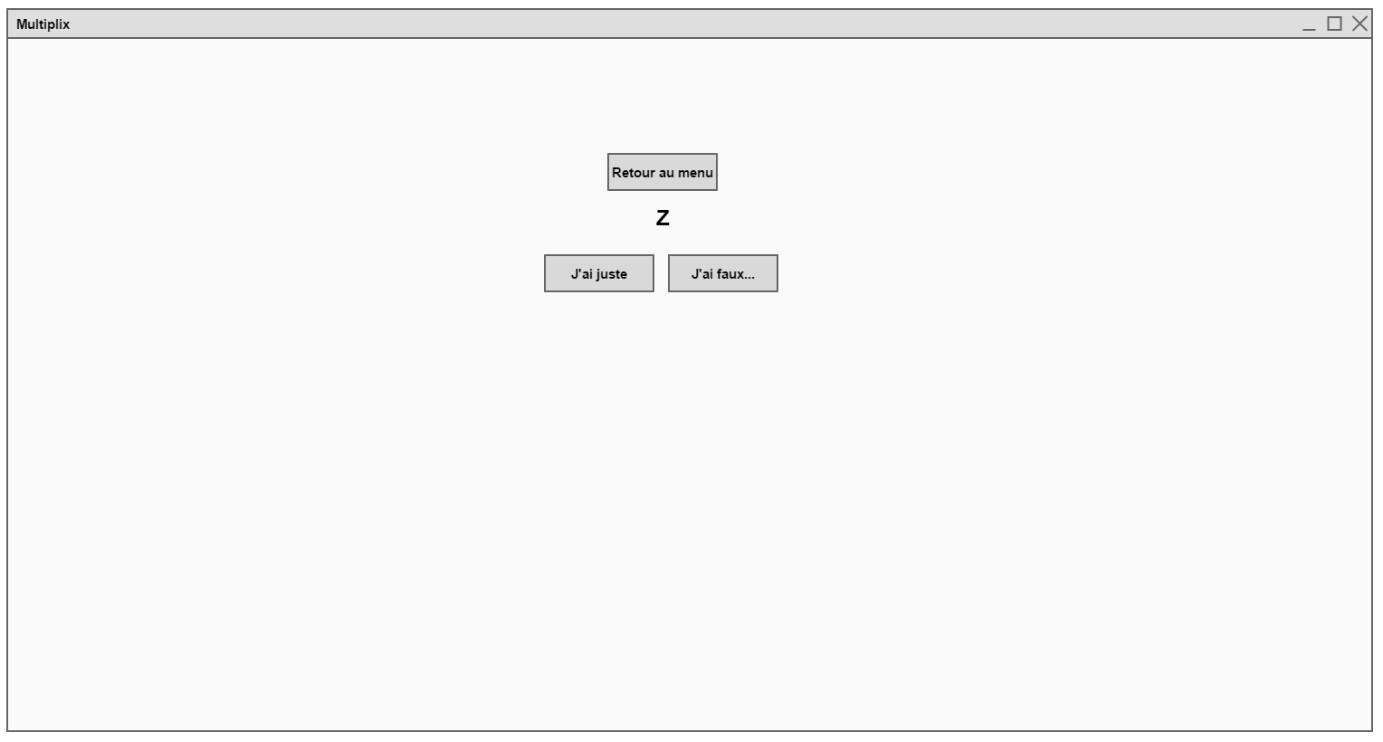 Multiplix
Retour au menu
Z
J'ai juste
J'ai faux...